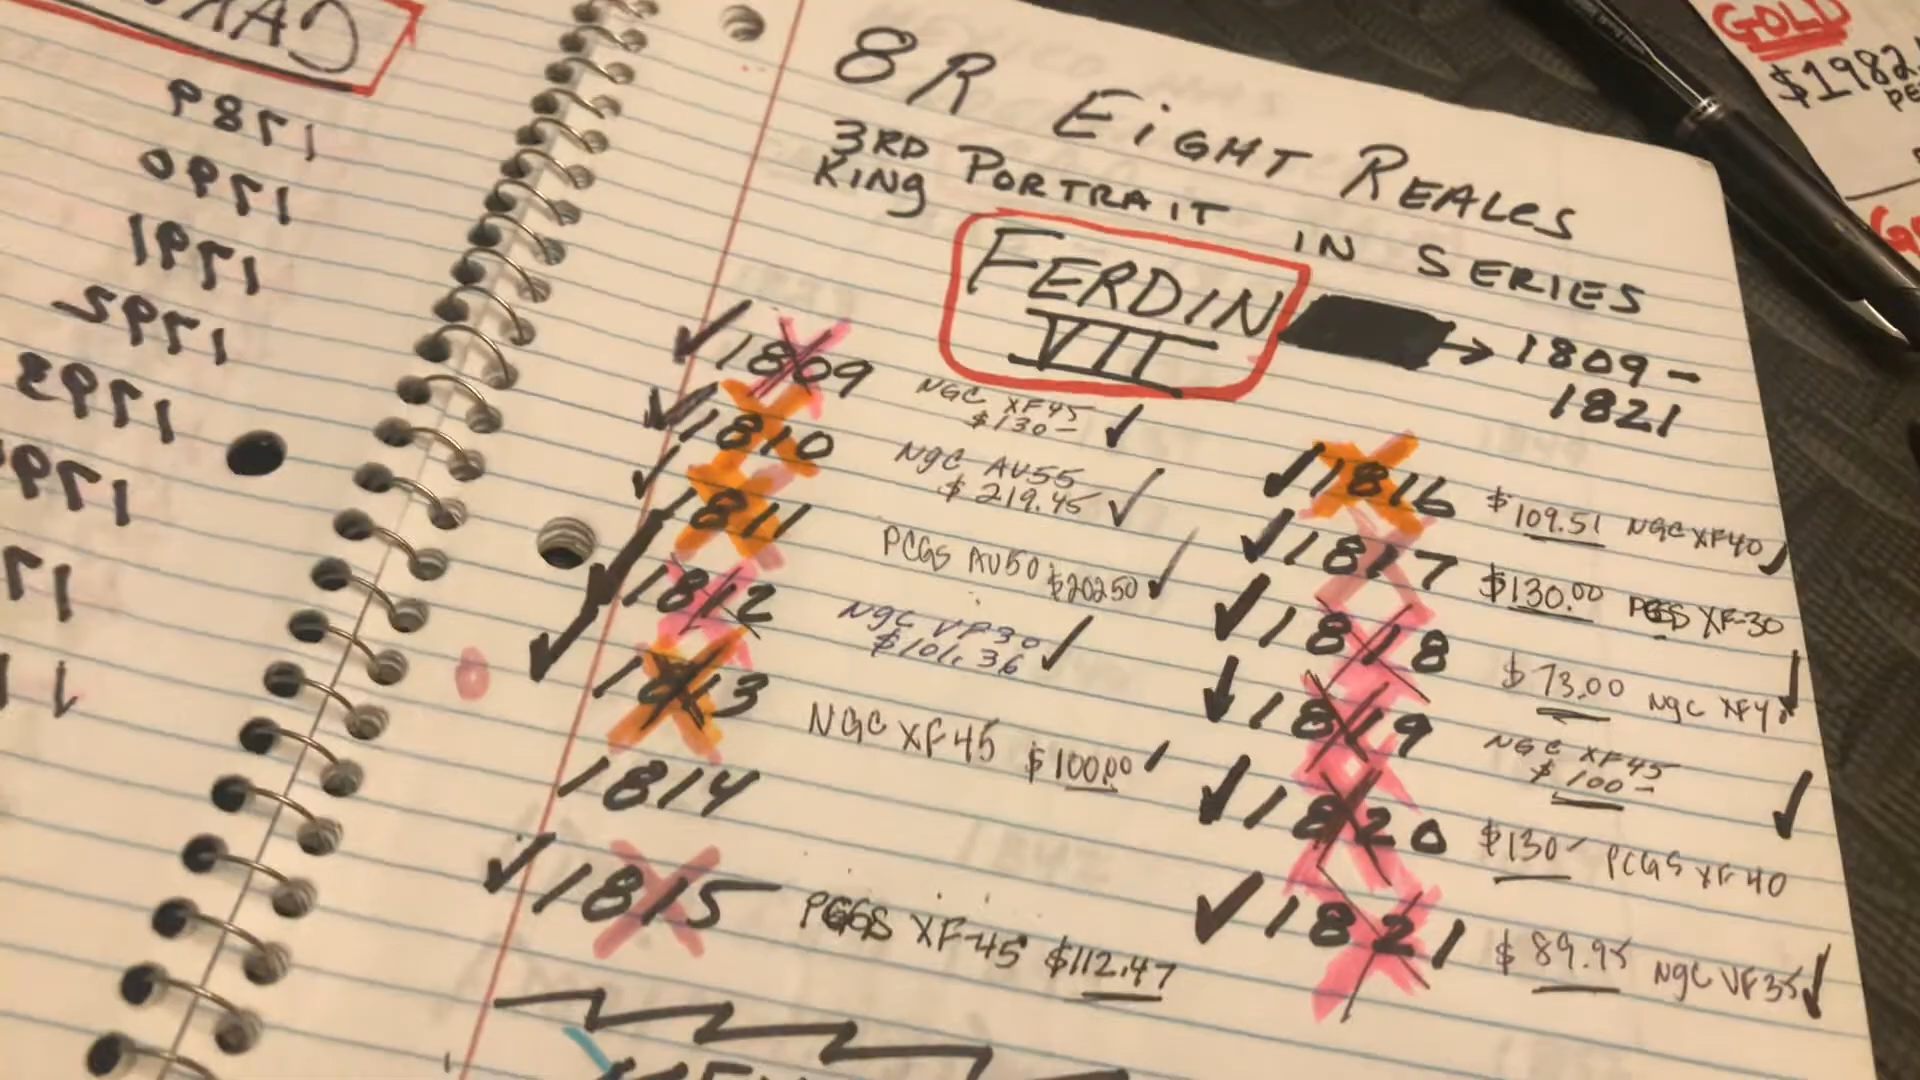 8R EIGHT REALES
3RD PORTRAIT IN SERIES
KING
FERDIN
VII
1809 -
1821
1809 NGC XF45
$130-
1810 NGC AU55
$219.45
1811 PCGS AU50 $202.50
1812 NGC VF30
$101.36
1813 NGC XF45 $100.00
1814
1815 PCGS XF-45 $112.47
1816 $109.51 NGC XF40
1817 $130.00 PCGS XF-30
1818 $73.00 NGC
1819 NGC XF45
$100-
1820 $130- PCGS XF40
1821 $89.95 NGC VF35
1789
1790
1791
1792
1793
GOLD
$1982